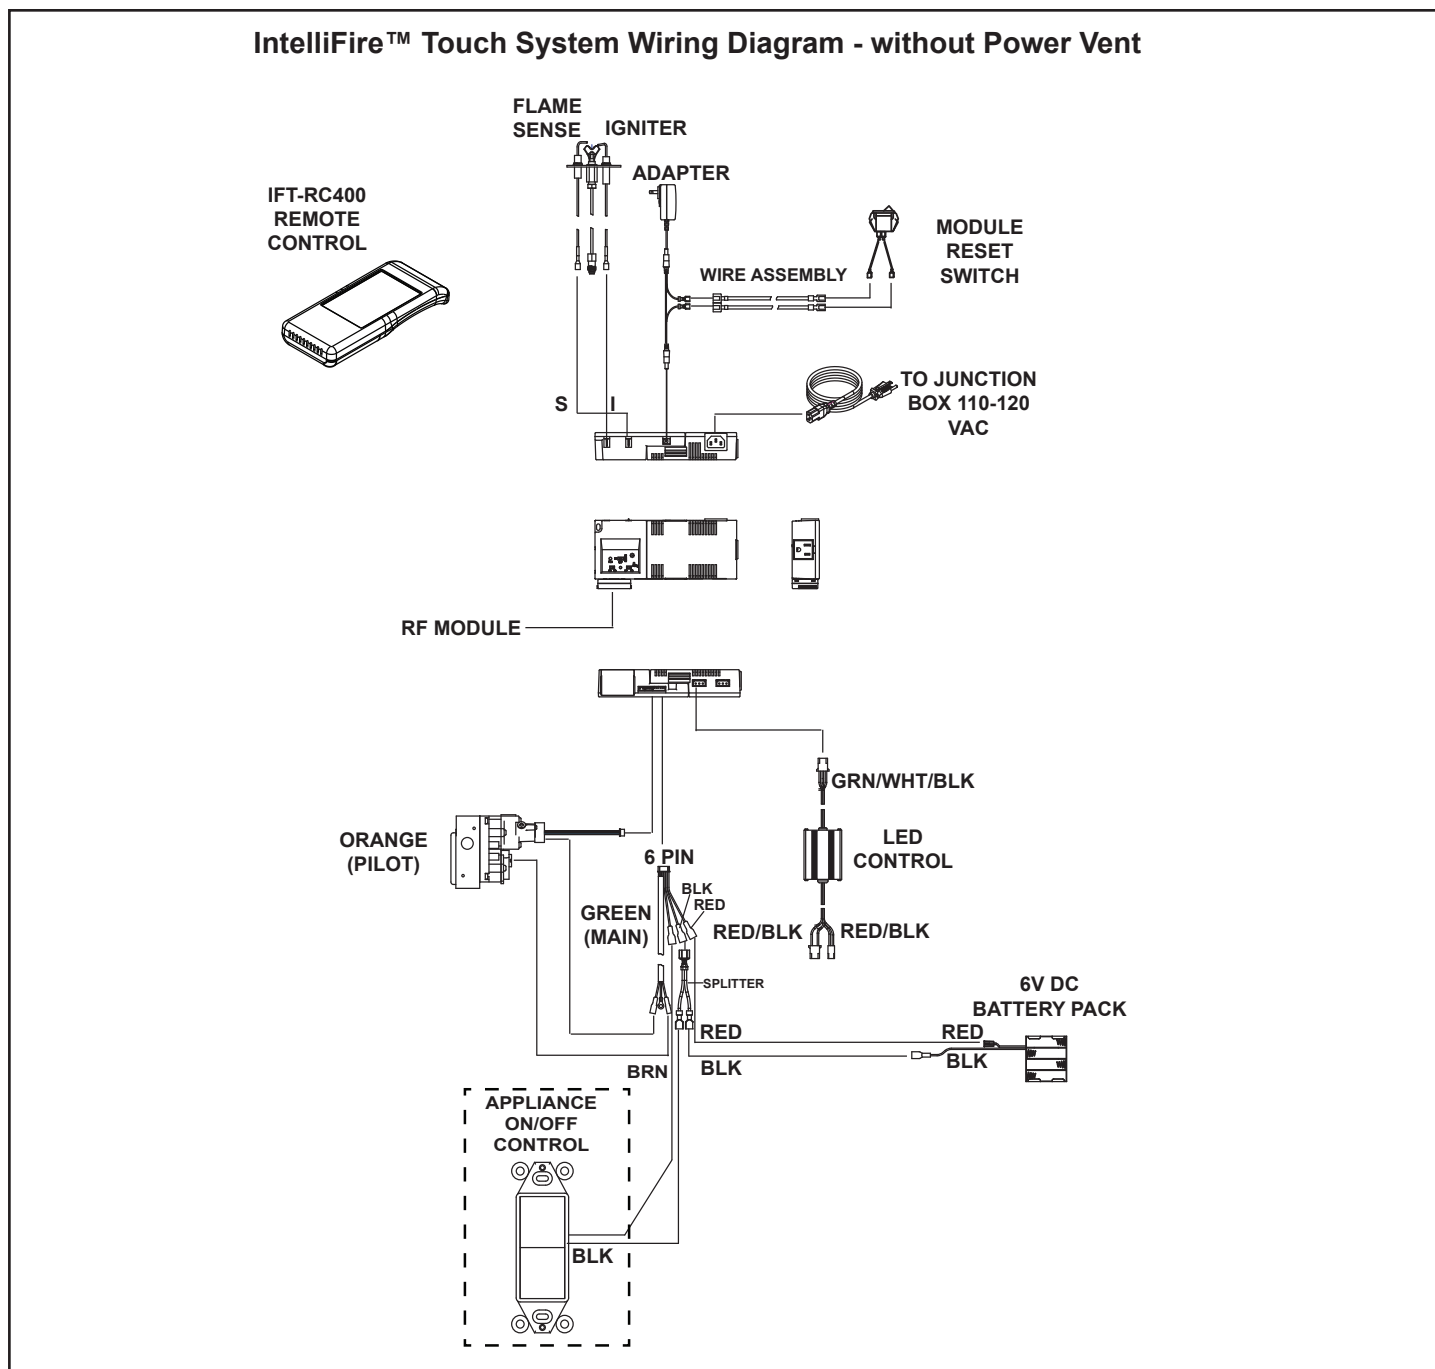 IntelliFire™ Touch System Wiring Diagram - without Power Vent
FLAME
SENSE
IGNITER
ADAPTER
IFT-RC400
REMOTE
CONTROL
MODULE
RESET
SWITCH
WIRE ASSEMBLY
TO JUNCTION
BOX 110-120
VAC
S
I
RF MODULE
GRN/WHT/BLK
ORANGE
(PILOT)
LED
CONTROL
6 PIN
BLK
RED
GREEN
(MAIN)
RED/BLK
RED/BLK
SPLITTER
6V DC
BATTERY PACK
RED
RED
BLK
BLK
BRN
APPLIANCE
ON/OFF
CONTROL
BLK